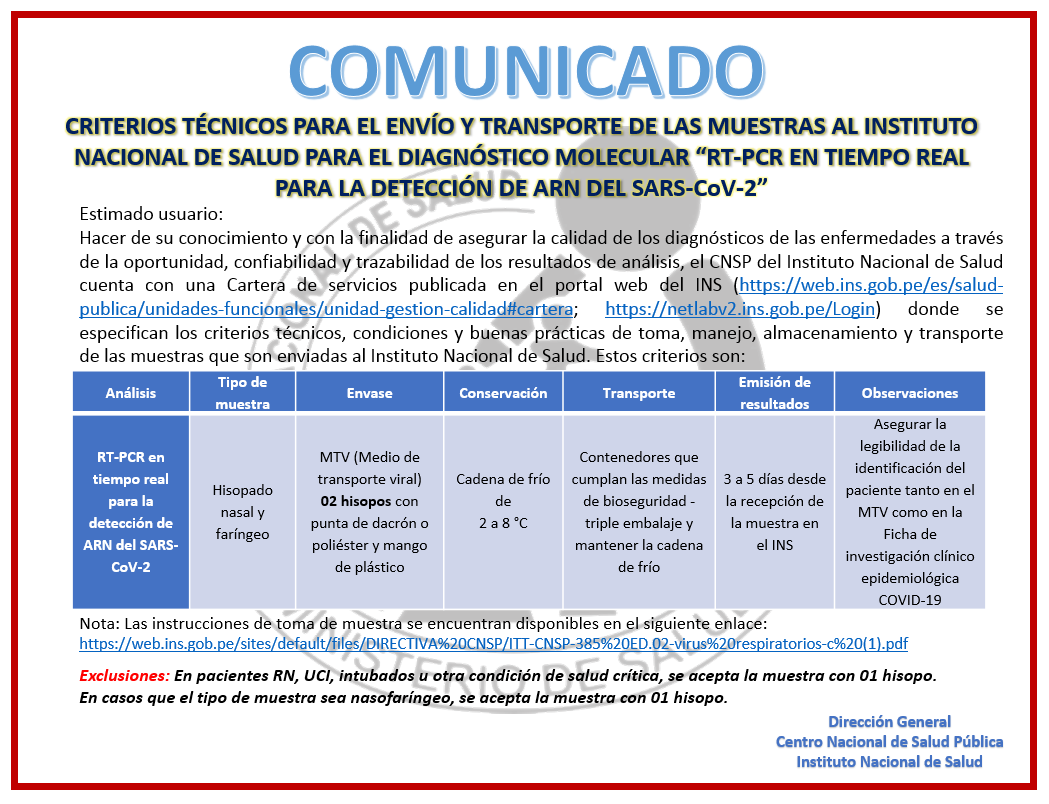 COMUNICADO
CRITERIOS TÉCNICOS PARA EL ENVÍO Y TRANSPORTE DE LAS MUESTRAS AL INSTITUTO
NACIONAL DE SALUD PARA EL DIAGNÓSTICO MOLECULAR “RT-PCR EN TIEMPO REAL
PARA LA DETECCIÓN DE ARN DEL SARS-CoV-2”
Estimado usuario:
Hacer de su conocimiento y con la finalidad de asegurar la calidad de los diagnósticos de las enfermedades a través
de la oportunidad, confiabilidad y trazabilidad de los resultados de análisis, el CNSP del Instituto Nacional de Salud
cuenta con una Cartera de servicios publicada en el portal web del INS (https://web.ins.gob.pe/es/salud-
publica/unidades-funcionales/unidad-gestion-calidad#cartera; https://netlabv2.ins.gob.pe/Login) donde se
especifican los criterios técnicos, condiciones y buenas prácticas de toma, manejo, almacenamiento y transporte
de las muestras que son enviadas al Instituto Nacional de Salud. Estos criterios son:
Análisis
Tipo de
muestra
Envase
Conservación
Transporte
Emisión de
resultados
Observaciones
RT-PCR en
tiempo real
para la
detección de
ARN del SARS-
CoV-2
Hisopado
nasal y
faríngeo
MTV (Medio de
transporte viral)
02 hisopos con
punta de dacrón o
poliéster y mango
de plástico
Cadena de frío
de
2 a 8 °C
Contenedores que
cumplan las medidas
de bioseguridad -
triple embalaje y
mantener la cadena
de frío
3 a 5 días desde
la recepción de
la muestra en
el INS
Asegurar la
legibilidad de la
identificación del
paciente tanto en el
MTV como en la
Ficha de
investigación clínico
epidemiológica
COVID-19
Nota: Las instrucciones de toma de muestra se encuentran disponibles en el siguiente enlace:
https://web.ins.gob.pe/sites/default/files/DIRECTIVA%20CNSP/ITT-CNSP-385%20ED.02-virus%20respiratorios-c%20(1).pdf
Exclusiones: En pacientes RN, UCI, intubados u otra condición de salud crítica, se acepta la muestra con 01 hisopo.
En casos que el tipo de muestra sea nasofaríngeo, se acepta la muestra con 01 hisopo.
Dirección General
Centro Nacional de Salud Pública
Instituto Nacional de Salud
MINISTERIO DE SALUD